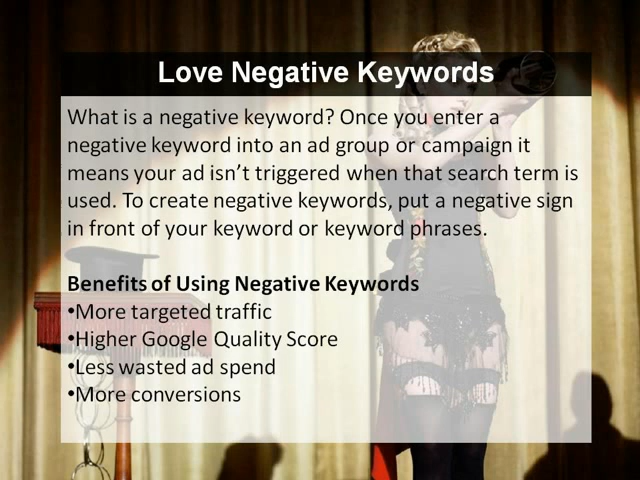 Love Negative Keywords
What is a negative keyword? Once you enter a
negative keyword into an ad group or campaign it
means your ad isn’t triggered when that search term is
used. To create negative keywords, put a negative sign
in front of your keyword or keyword phrases.
Benefits of Using Negative Keywords
•More targeted traffic
•Higher Google Quality Score
•Less wasted ad spend
•More conversions